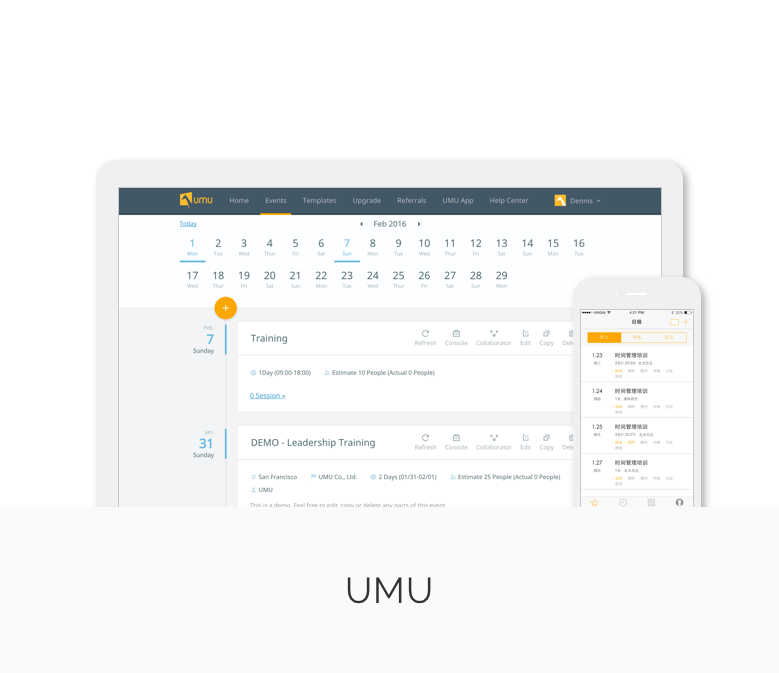 UMU Home Events Templates Upgrade Referrals UMU App Help Center Dennis
Today Feb 2016
1 2 3 4 5 6 7 8 9 10 11 12 13 14 15 16
Mon Tue Wed Thur Fri Sat Sun Mon Tue Wed Thur Fri Sat Sun Mon Tue
17 18 19 20 21 22 23 24 25 26 27 28 29
Wed Thur Fri Sat Sun Mon Tue Wed Thur Fri Sat Sun Mon
+
Feb.
7
Sunday
Training
Refresh Console Collaborator Edit Copy
1Day (09:00-18:00) Estimate 10 People (Actual 0 People)
0 Session »
Jan.
31
Sunday
DEMO - Leadership Training
Refresh Console Collaborator Edit Copy
San Francisco UMU Co., Ltd. 2 Days (01/31-02/01) Estimate 25 People (Actual 0 People)
UMU
This is a demo. Feel free to edit, copy or delete any parts of this event.
4:21 PM
日程
1.23 时间管理培训
1.24 时间管理培训
1.25 时间管理培训
1.27 时间管理培训
UMU